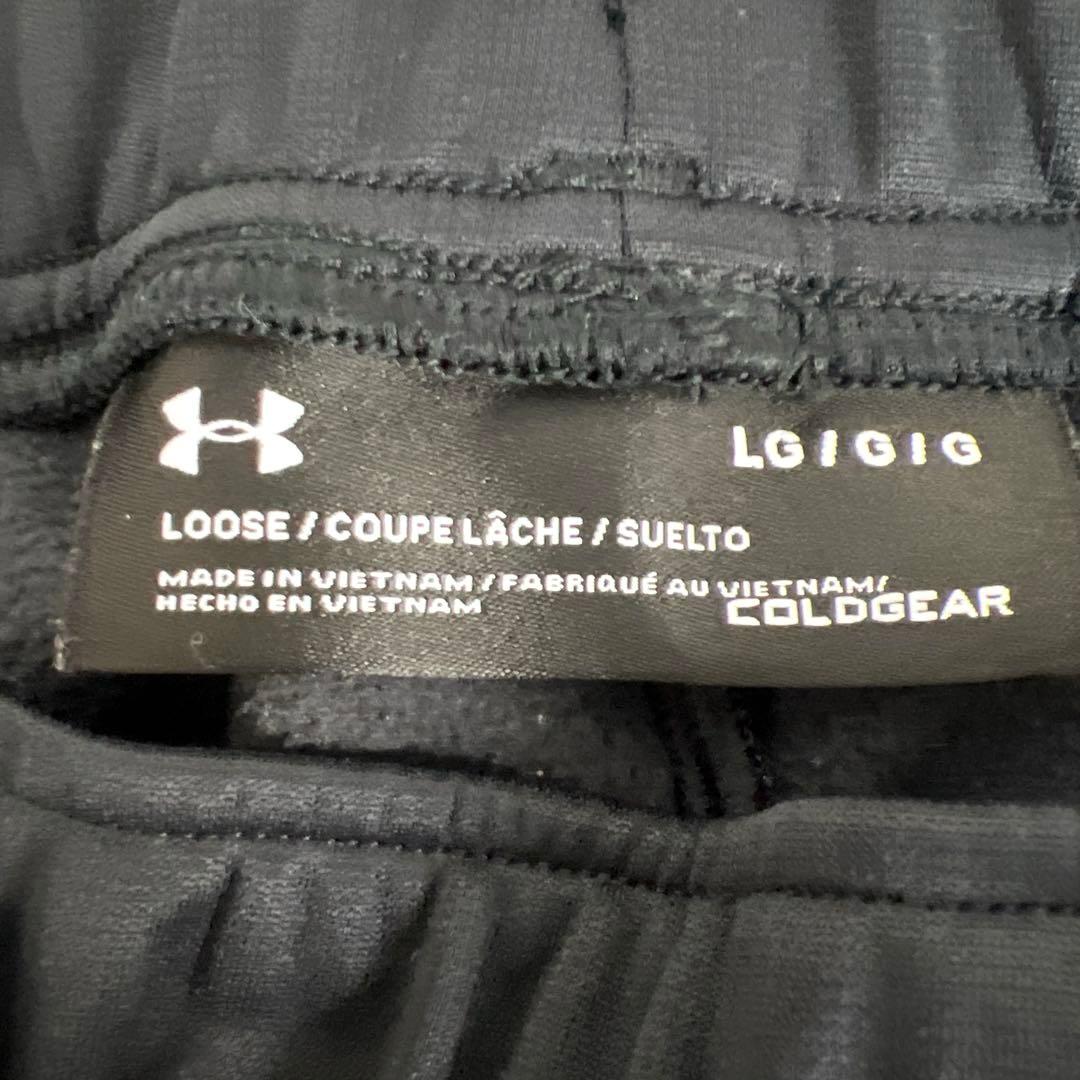 LG / G / G
LOOSE / COUPE LÂCHE / SUELTO
MADE IN VIETNAM / FABRIQUÉ AU VIETNAM/
HECHO EN VIETNAM
COLDGEAR